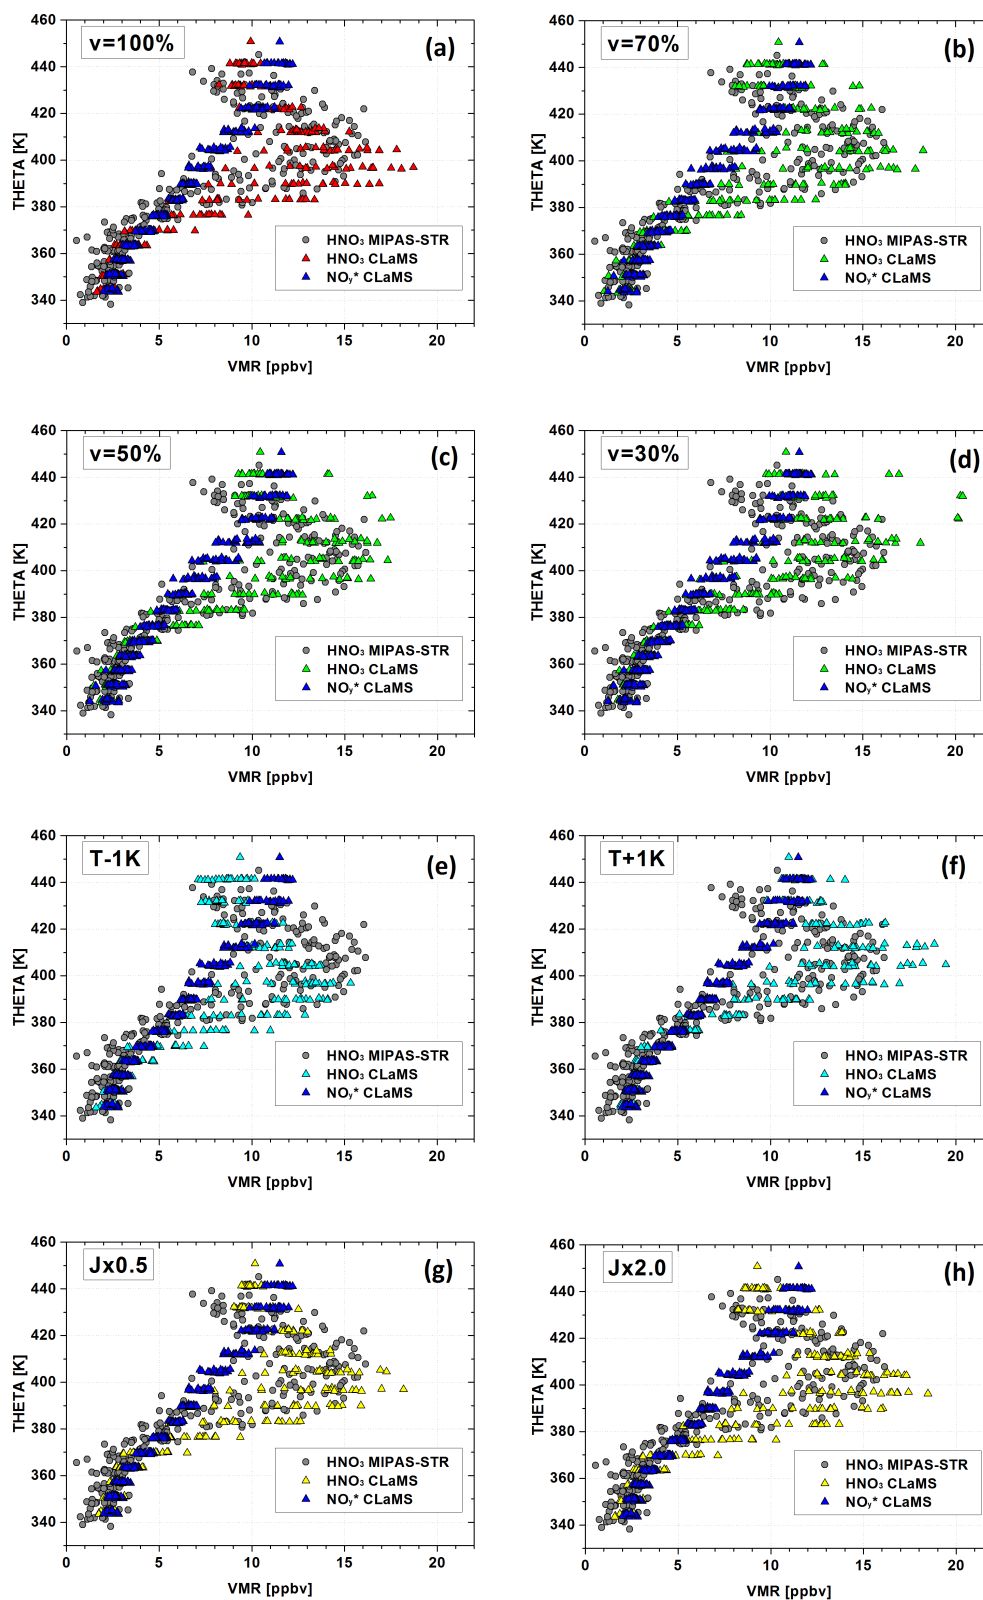 v=100%
(a)
460
440
420
400
380
360
340
THETA [K]
HNO₃ MIPAS-STR
HNO₃ CLaMS
NOy* CLaMS
0 5 10 15 20
VMR [ppbv]
v=70%
(b)
460
440
420
400
380
360
340
THETA [K]
HNO₃ MIPAS-STR
HNO₃ CLaMS
NOy* CLaMS
0 5 10 15 20
VMR [ppbv]
v=50%
(c)
460
440
420
400
380
360
340
THETA [K]
HNO₃ MIPAS-STR
HNO₃ CLaMS
NOy* CLaMS
0 5 10 15 20
VMR [ppbv]
v=30%
(d)
460
440
420
400
380
360
340
THETA [K]
HNO₃ MIPAS-STR
HNO₃ CLaMS
NOy* CLaMS
0 5 10 15 20
VMR [ppbv]
T-1K
(e)
460
440
420
400
380
360
340
THETA [K]
HNO₃ MIPAS-STR
HNO₃ CLaMS
NOy* CLaMS
0 5 10 15 20
VMR [ppbv]
T+1K
(f)
460
440
420
400
380
360
340
THETA [K]
HNO₃ MIPAS-STR
HNO₃ CLaMS
NOy* CLaMS
0 5 10 15 20
VMR [ppbv]
Jx0.5
(g)
460
440
420
400
380
360
340
THETA [K]
HNO₃ MIPAS-STR
HNO₃ CLaMS
NOy* CLaMS
0 5 10 15 20
VMR [ppbv]
Jx2.0
(h)
460
440
420
400
380
360
340
THETA [K]
HNO₃ MIPAS-STR
HNO₃ CLaMS
NOy* CLaMS
0 5 10 15 20
VMR [ppbv]